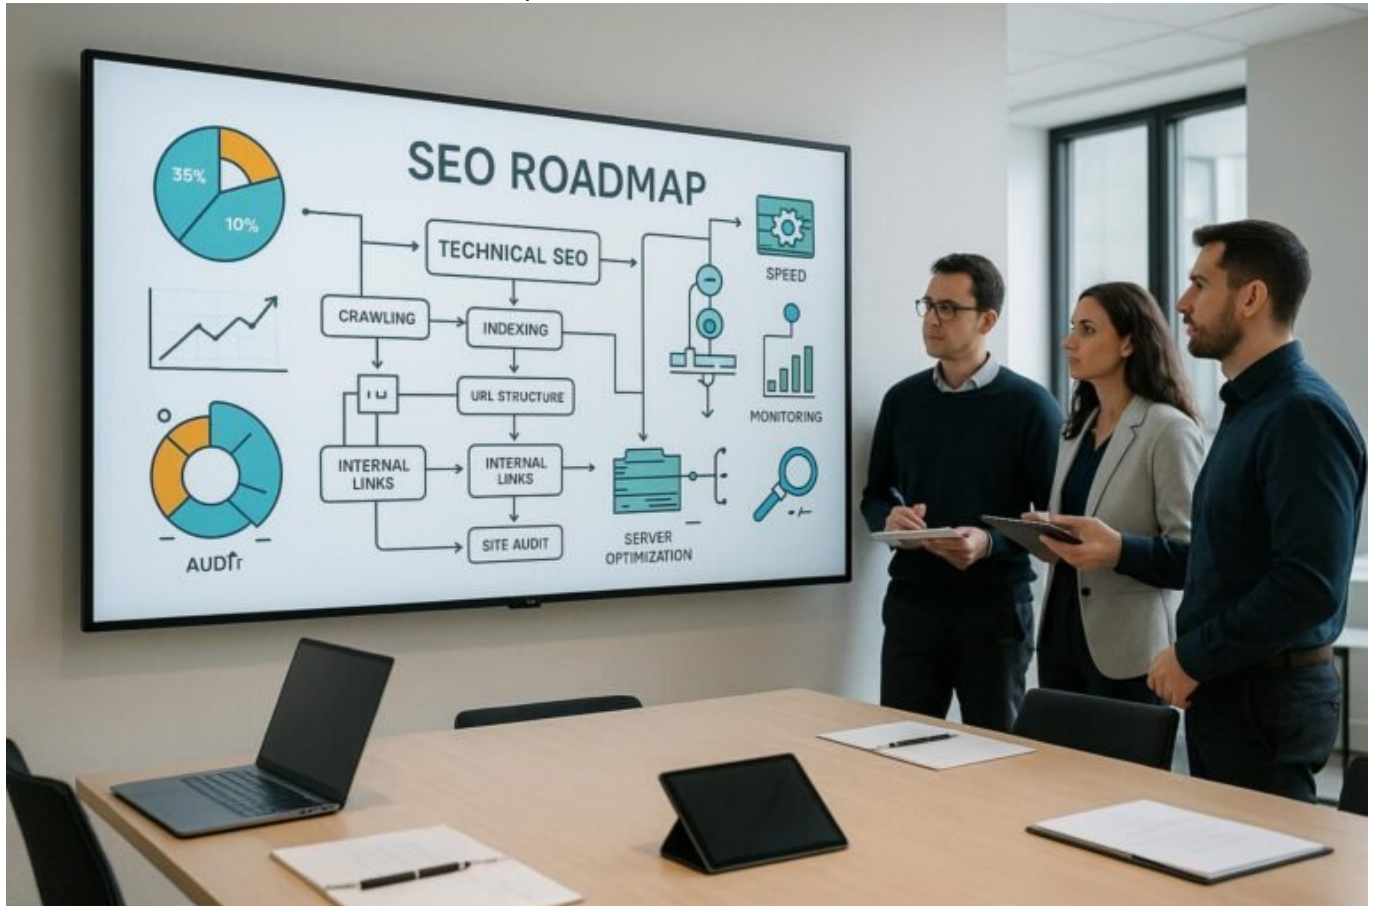 SEO ROADMAP
35%
10%
TECHNICAL SEO
SPEED
CRAWLING
INDEXING
URL STRUCTURE
MONITORING
INTERNAL
LINKS
INTERNAL
LINKS
SITE AUDIT
SERVER
OPTIMIZATION